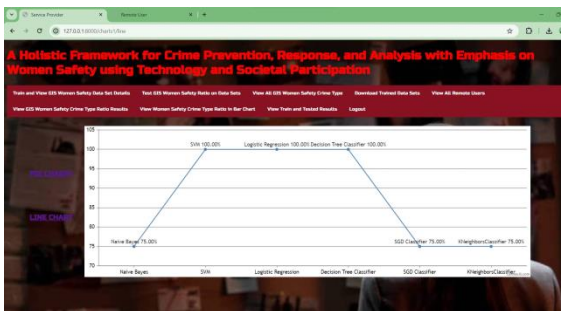 Service Provider
Remote User
127.0.0.1:8000/charts1/line
A Holistic Framework for Crime Prevention, Response, and Analysis with Emphasis on
Women Safety using Technology and Societal Participation
Train and View GIS Women Safety Data Set Details
Test GIS Women Safety Ratio on Data Sets
View All GIS Women Safety Crime Type
Download Trained Data Sets
View All Remote Users
View GIS Women Safety Crime Type Ratio Results
View Women Safety Crime Type Ratio In Bar Chart
View Train and Tested Results
Logout
105
100
95
90
85
80
75
70
SVM 100.00%
Logistic Regression 100.00%
Decision Tree Classifier 100.00%
PIE CHART
LINE CHART
Naive Bayes 75.00%
SGD Classifier 75.00%
KNeighborsClassifier 75.00%
Naive Bayes
SVM
Logistic Regression
Decision Tree Classifier
SGD Classifier
KNeighborsClassifier